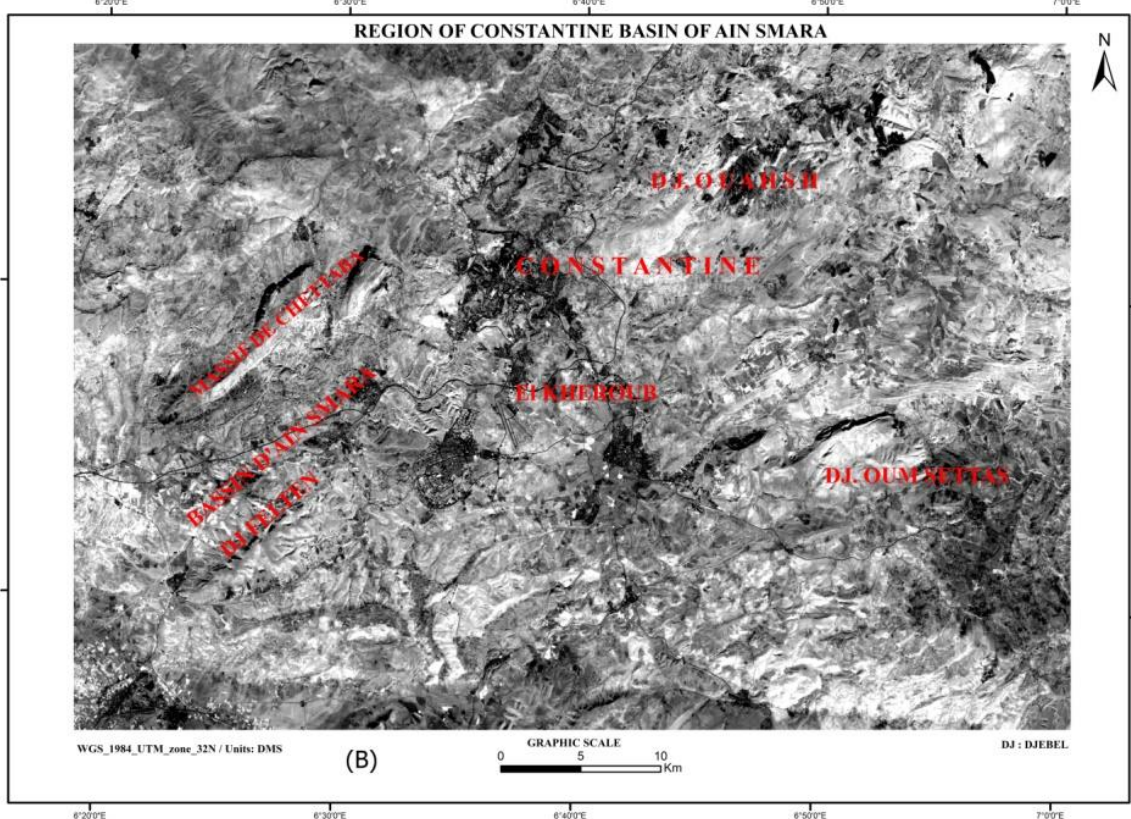 6°20'0"E 6°30'0"E 6°40'0"E 6°50'0"E 7°0'0"E
REGION OF CONSTANTINE BASIN OF AIN SMARA
N
DJ. OUAHSH
CONSTANTINE
MASSIF DE CHETTABA
El KHEROUB
BASSIN D'AIN SMARA
DJ. OUM SETTAS
DJ FELTEN
WGS_1984_UTM_zone_32N / Units: DMS
(B)
GRAPHIC SCALE
0 5 10
Km
DJ : DJEBEL
6°20'0"E 6°30'0"E 6°40'0"E 6°50'0"E 7°0'0"E